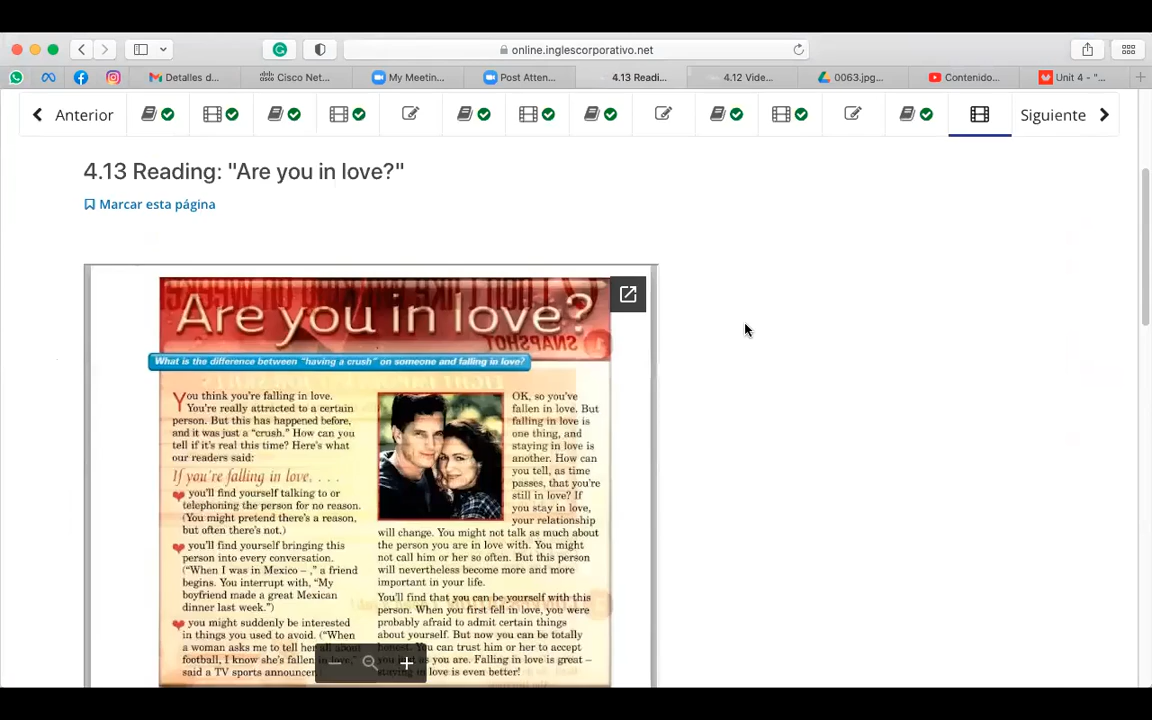 online.inglescorporativo.net
Detalles d...
Cisco Net...
My Meetin...
Post Atten...
4.13 Readi...
4.12 Vide...
0063.jpg...
Contenido...
Unit 4 - "...
Anterior
Siguiente
4.13 Reading: "Are you in love?"
Marcar esta página
Are you in love?
SNAPSHOT
What is the difference between "having a crush" on someone and falling in love?
You think you're falling in love.
You're really attracted to a certain
person. But this has happened before,
and it was just a "crush." How can you
tell if it's real this time? Here's what
our readers said:
If you're falling in love, . . .
you'll find yourself talking to or
telephoning the person for no reason.
(You might pretend there's a reason,
but often there's not.)
you'll find yourself bringing this
person into every conversation.
("When I was in Mexico – ," a friend
begins. You interrupt with, "My
boyfriend made a great Mexican
dinner last week.")
you might suddenly be interested
in things you used to avoid. ("When
a woman asks me to tell her all about
football, I know she's fallen in love,"
said a TV sports announcer.
OK, so you've
fallen in love. But
falling in love is
one thing, and
staying in love is
another. How can
you tell, as time
passes, that you're
still in love? If
you stay in love,
your relationship
will change. You might not talk as much about
the person you are in love with. You might
not call him or her so often. But this person
will nevertheless become more and more
important in your life.
You'll find that you can be yourself with this
person. When you first fell in love, you were
probably afraid to admit certain things
about yourself. But now you can be totally
honest. You can trust him or her to accept
you just as you are. Falling in love is great –
staying in love is even better!